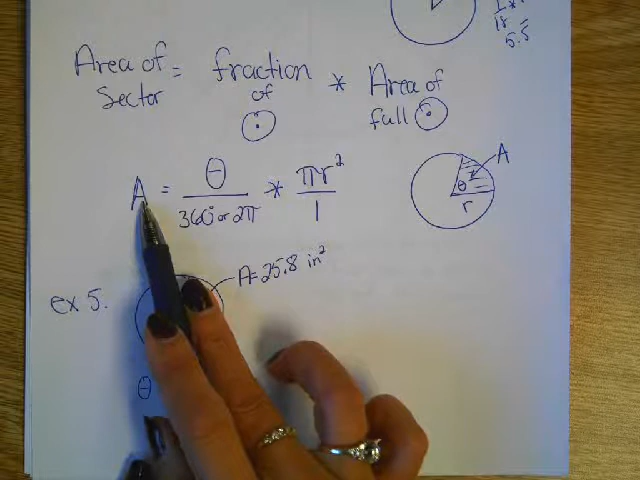 Area of Sector = fraction of ⊙ * Area of full ⊙
A = θ / 360° or 2π * πr² / 1
A
θ
r
ex 5.
A=25.8 in²
θ